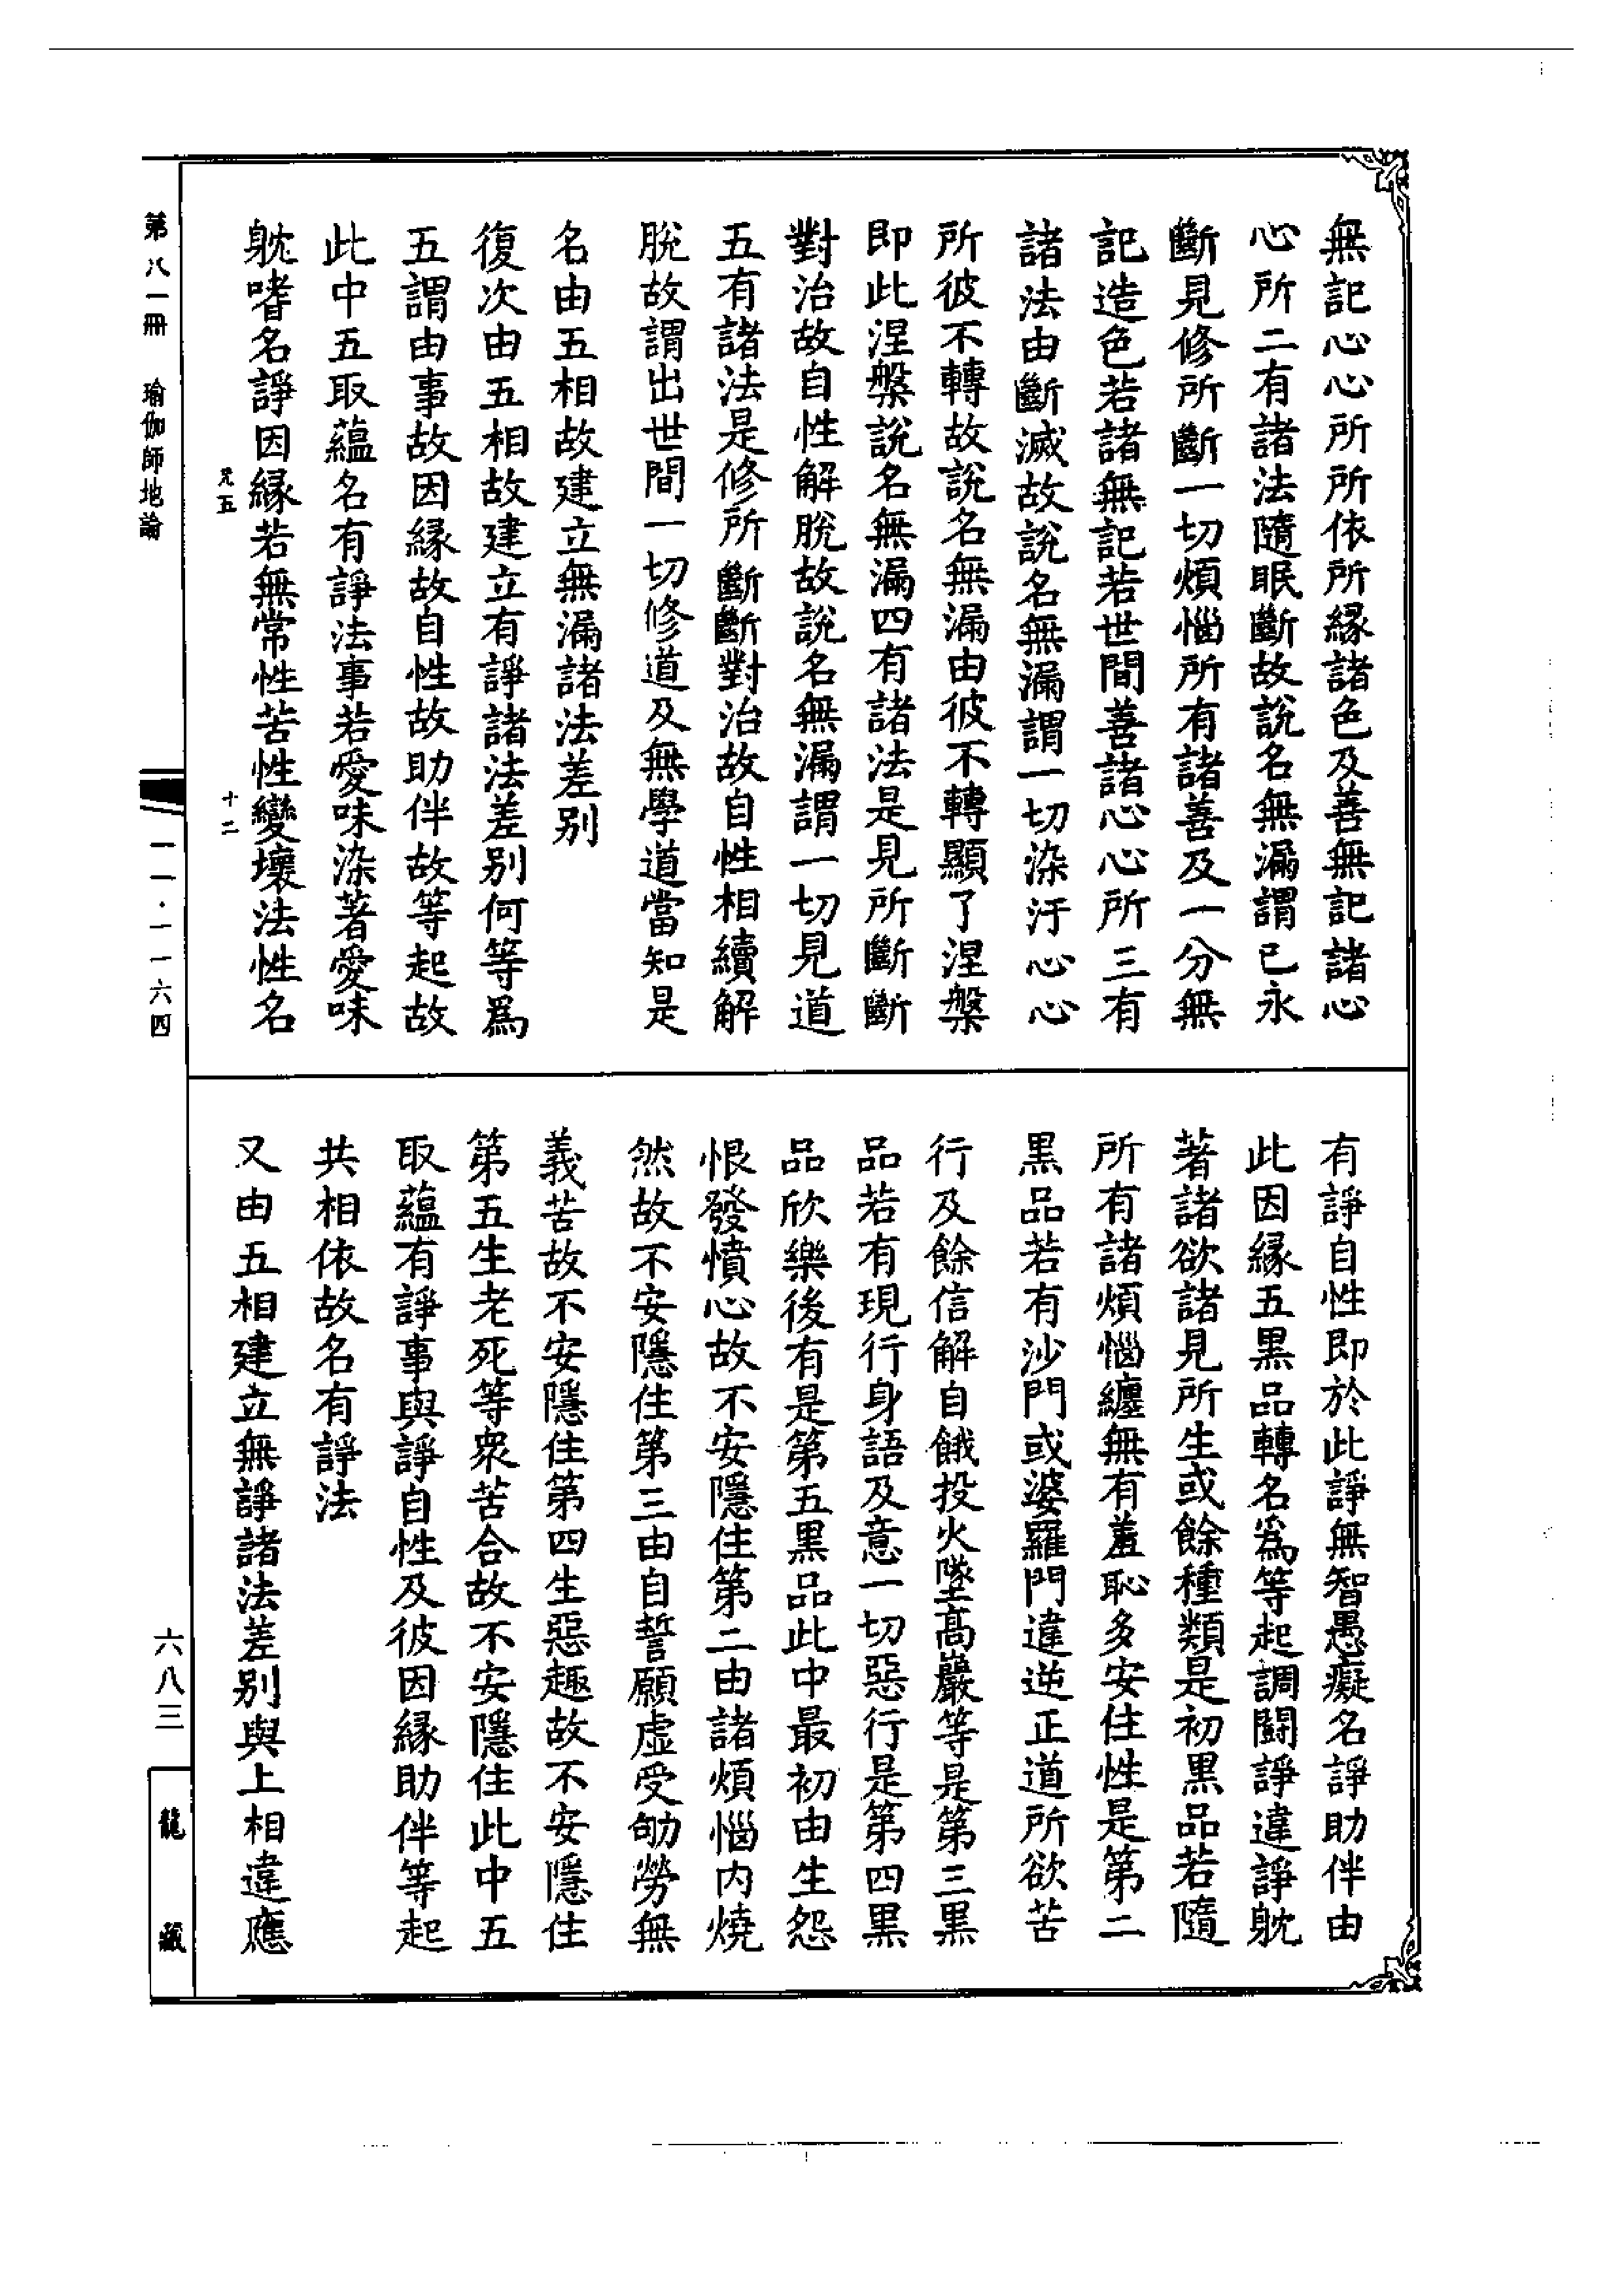 無記心心所所依所緣諸色及善無記諸心
心所二有諸法隨眠斷故說名無漏謂已永
斷見修所斷一切煩惱所有諸善及一分無
記造色若諸無記若世間善諸心心所三有
諸法由斷滅故說名無漏謂一切染汙心心
所彼不轉故說名無漏由彼不轉顯了涅槃
即此涅槃說名無漏四有諸法是見所斷斷
對治故自性解脫故說名無漏謂一切見道
五有諸法是修所斷斷對治故自性相續解
脫故謂出世間一切修道及無學道當知是
名由五相故建立無漏諸法差別
復次由五相故建立有諍諸法差別何等爲
五謂由事故因緣故自性故助伴故等起故
此中五取蘊名有諍法事若愛味染著愛味
躭嗜名諍因緣若無常性苦性變壞法性名
有諍自性即於此諍無智愚癡名諍助伴由
此因緣五黑品轉名爲等起調鬪諍違諍躭
著諸欲諸見所生或餘種類是初黑品若隨
所有諸煩惱纏無有羞恥多安住性是第二
黑品若有沙門或婆羅門違逆正道所欲苦
行及餘信解自餓投火墜高巖等是第三黑
品若有現行身語及意一切惡行是第四黑
品欣樂後有是第五黑品此中最初由生怨
恨發憤心故不安隱住第二由諸煩惱內燒
然故不安隱住第三由自誓願虛受劬勞無
義苦故不安隱住第四生惡趣故不安隱住
第五生老死等衆苦合故不安隱住此中五
取蘊有諍事與諍自性及彼因緣助伴等起
共相依故名有諍法
又由五相建立無諍諸法差別與上相違應
第八一冊 瑜伽師地論
二一·一一六四
六八三
龍藏
十二